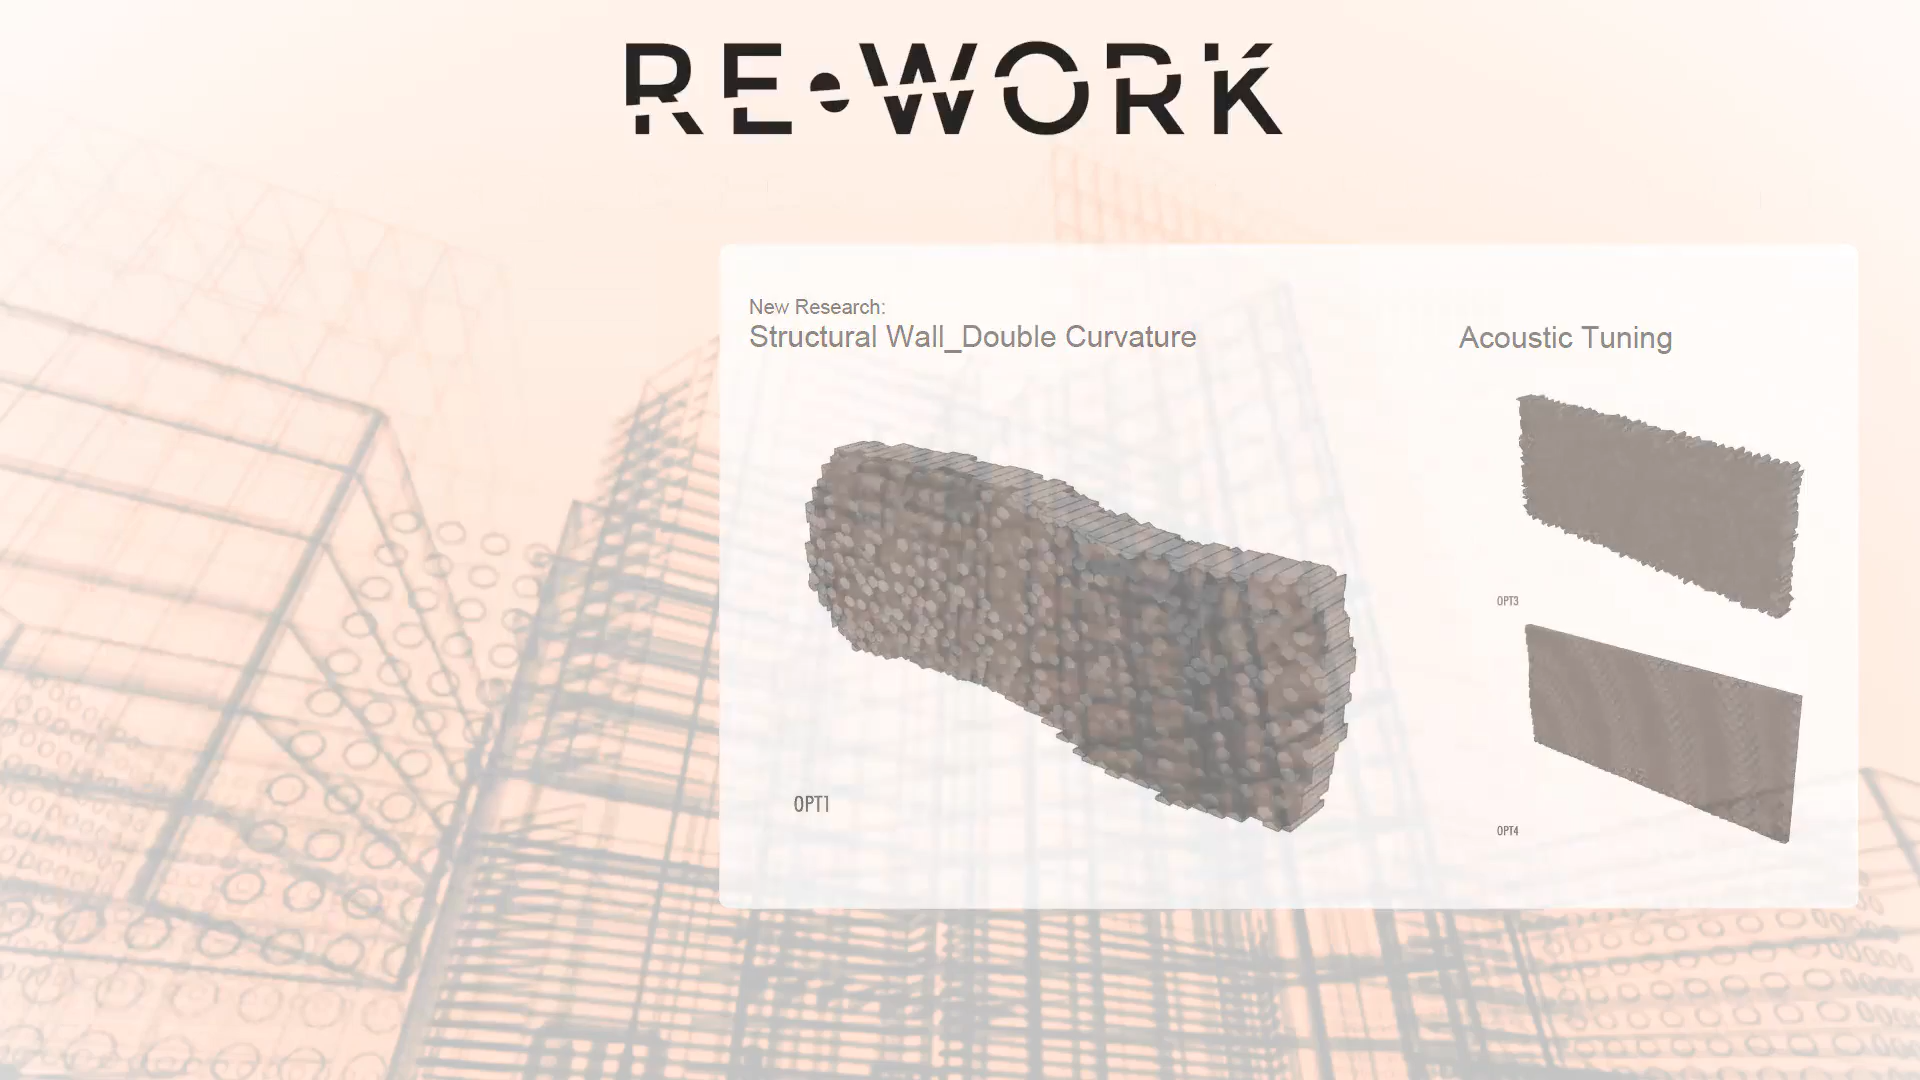 RE•WORK
New Research:
Structural Wall_Double Curvature
Acoustic Tuning
OPT3
OPT1
OPT4